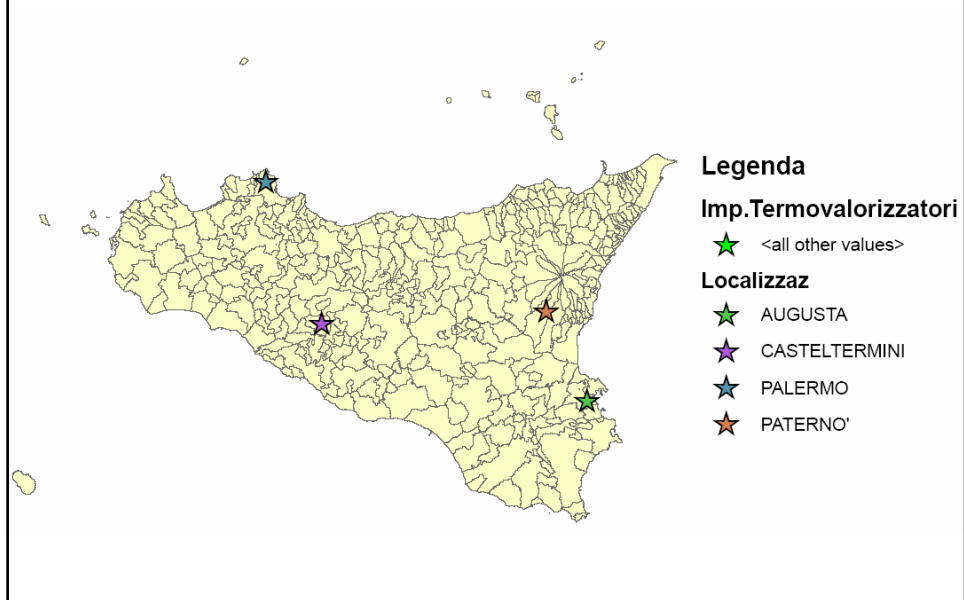 Legenda
Imp.Termovalorizzatori
<all other values>
Localizzaz
AUGUSTA
CASTELTERMINI
PALERMO
PATERNO'